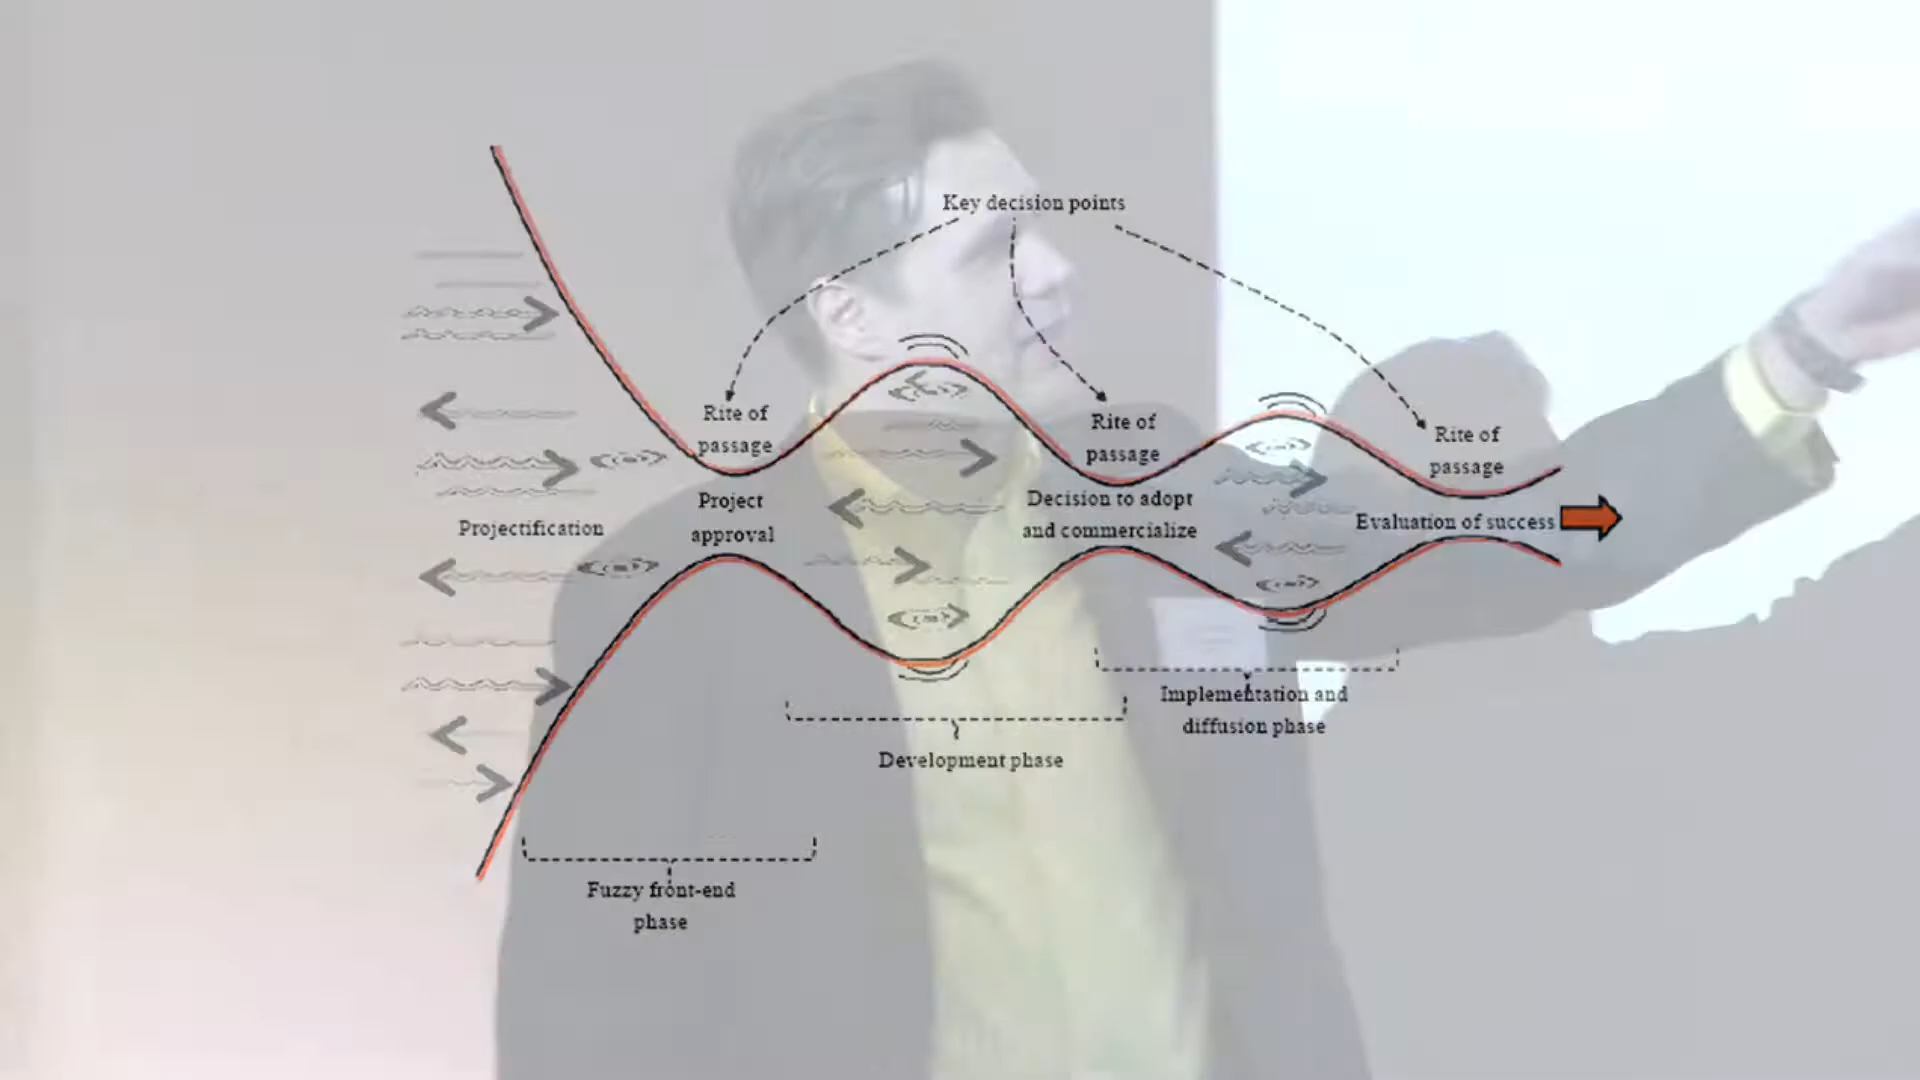 Key decision points
Rite of
passage
Rite of
passage
Rite of
passage
Project
approval
Decision to adopt
and commercialize
Evaluation of success
Projectification
Implementation and
diffusion phase
Development phase
Fuzzy front-end
phase